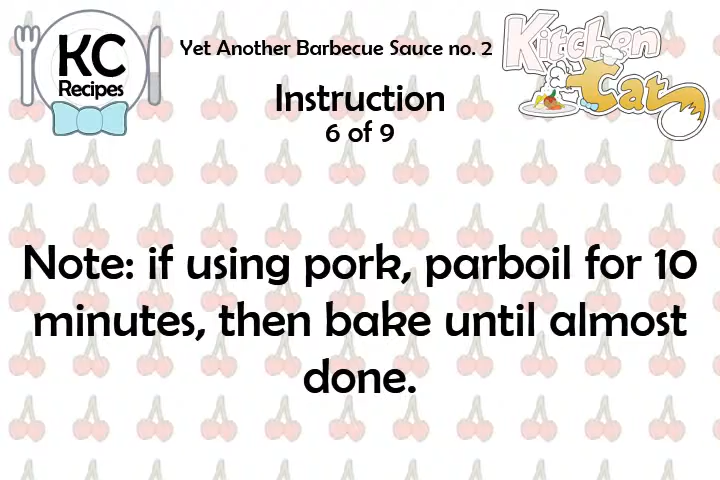 KC
Recipes
Yet Another Barbecue Sauce no. 2
Kitchen
Cat
Instruction
6 of 9
Note: if using pork, parboil for 10
minutes, then bake until almost
done.